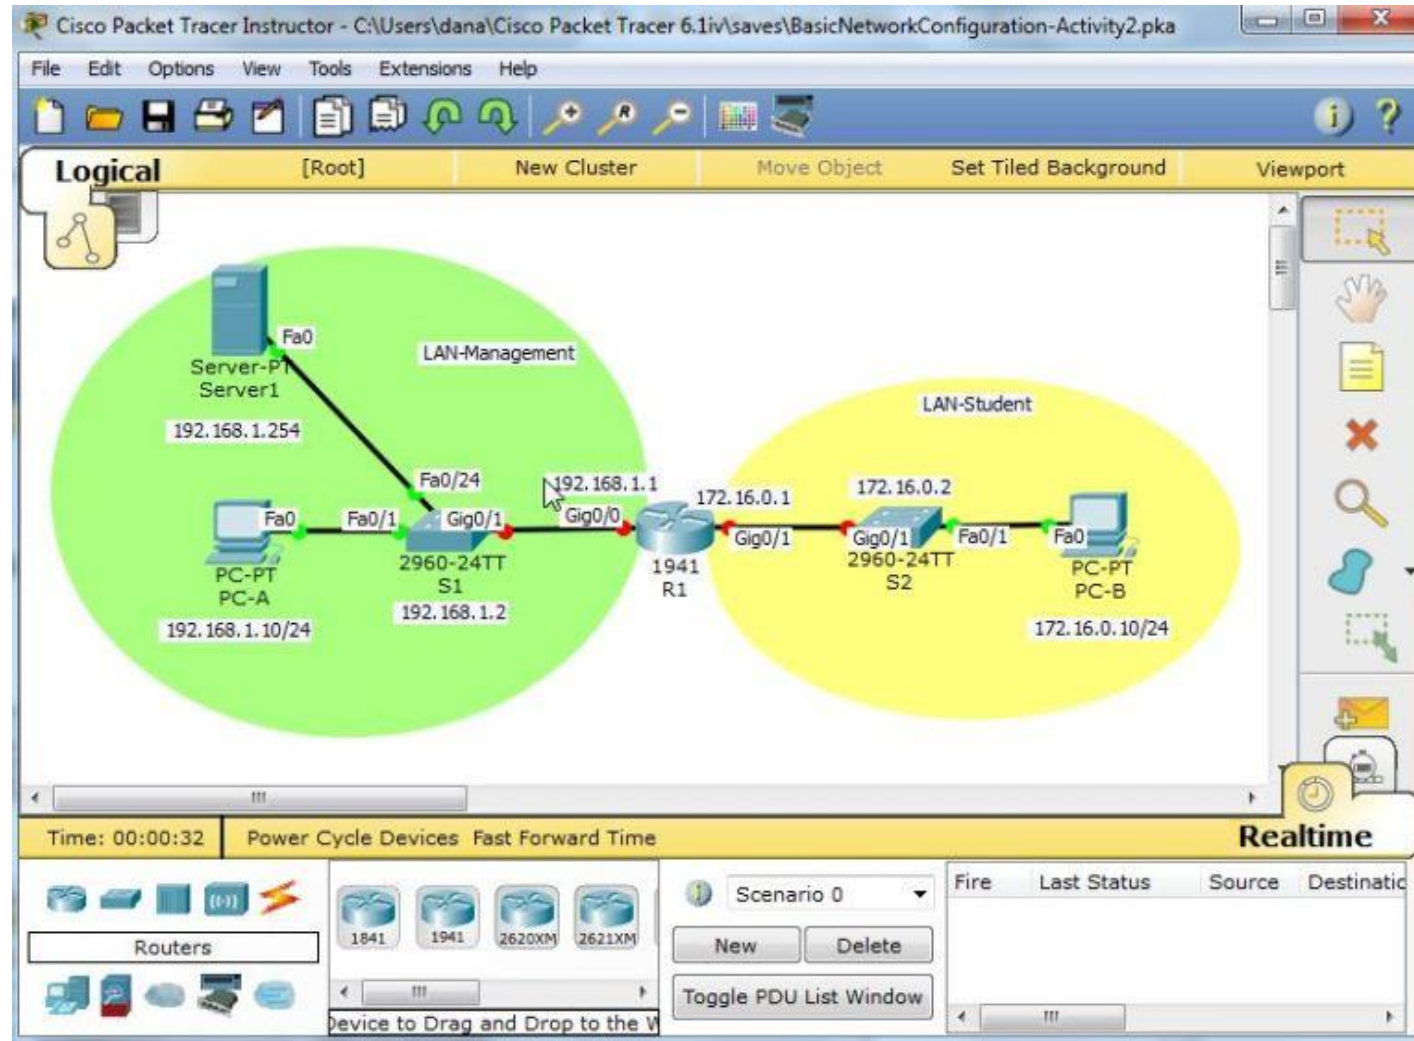 Cisco Packet Tracer Instructor - C:\Users\dana\Cisco Packet Tracer 6.1iv\saves\BasicNetworkConfiguration-Activity2.pka
File Edit Options View Tools Extensions Help
Logical [Root] New Cluster Move Object Set Tiled Background Viewport
LAN-Management
Fa0
Server-PT
Server1
192.168.1.254
LAN-Student
Fa0/24
192.168.1.1
172.16.0.1
172.16.0.2
Fa0 Fa0/1 Gig0/1 Gig0/0 Gig0/1 Gig0/1 Fa0/1 Fa0
PC-PT
PC-A
192.168.1.10/24
2960-24TT
S1
192.168.1.2
1941
R1
2960-24TT
S2
PC-PT
PC-B
172.16.0.10/24
Time: 00:00:32 Power Cycle Devices Fast Forward Time Realtime
Routers
1841 1941 2620XM 2621XM
Device to Drag and Drop to the W
Scenario 0
New Delete
Toggle PDU List Window
Fire Last Status Source Destinatic